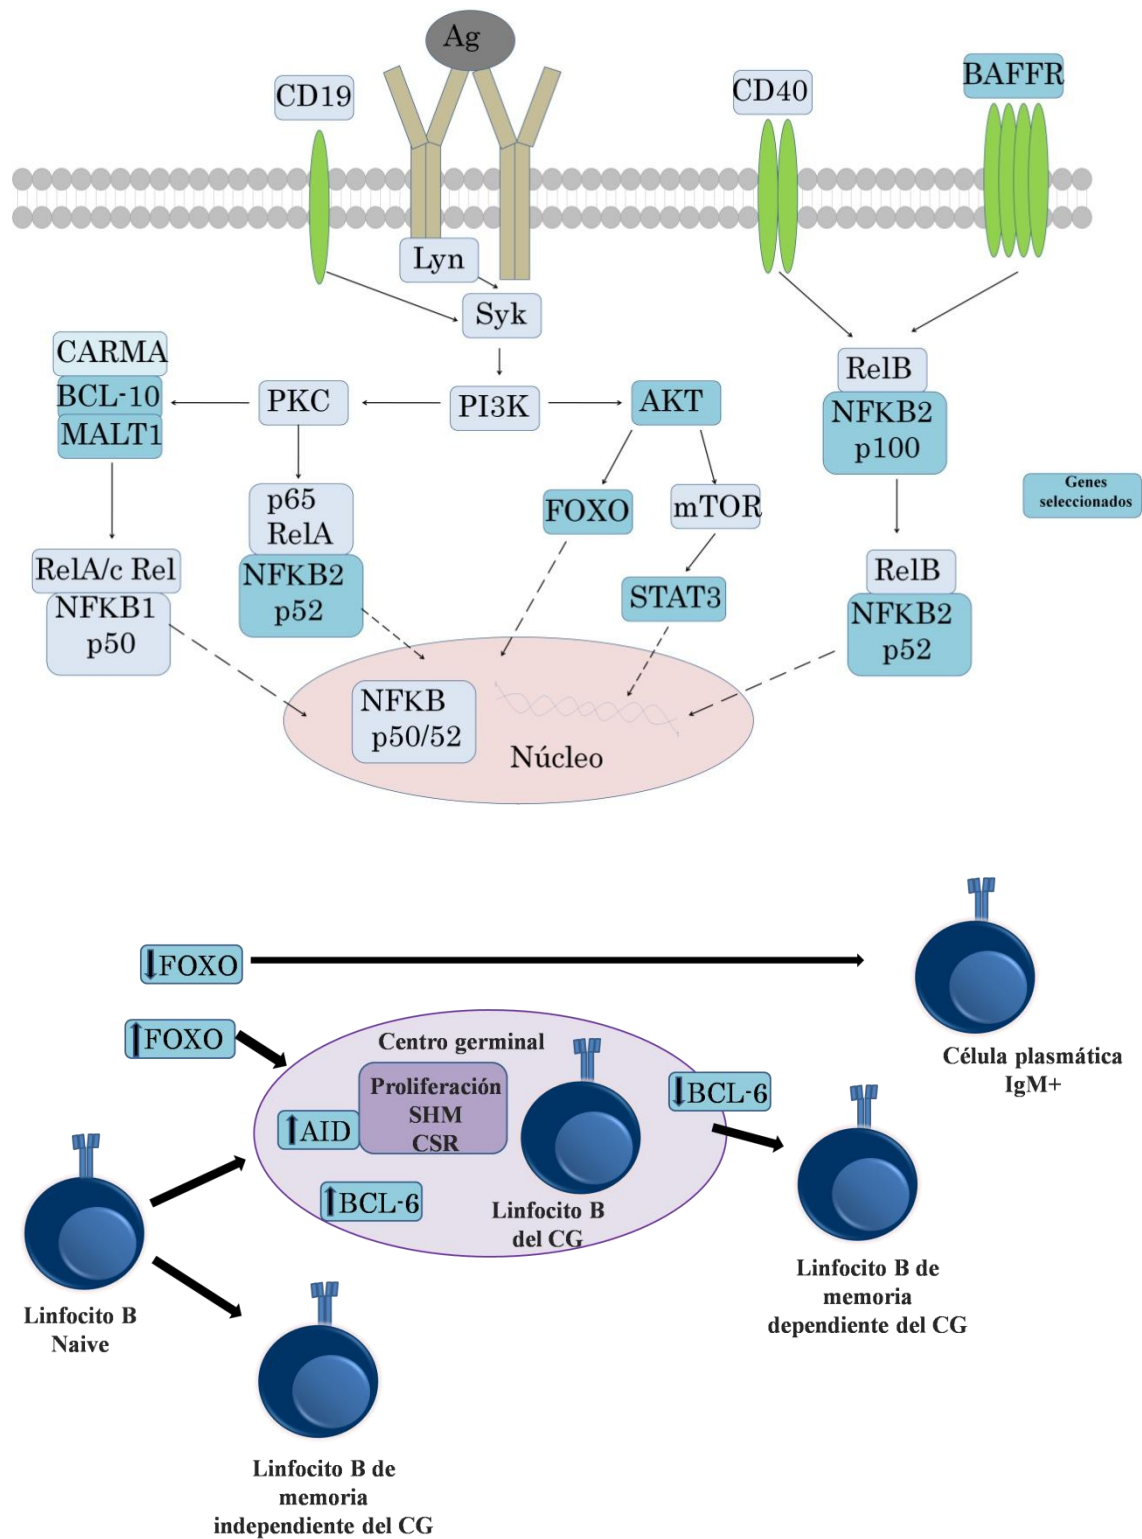 Ag
CD19
CD40
BAFFR
Lyn
Syk
CARMA
BCL-10
MALT1
PKC
PI3K
AKT
RelB
NFKB2
p100
p65
RelA
NFKB2
p52
FOXO
mTOR
Genes
seleccionados
RelA/c Rel
NFKB1
p50
STAT3
RelB
NFKB2
p52
NFKB
p50/52
Núcleo
FOXO
FOXO
Centro germinal
Célula plasmática
IgM+
Proliferación
SHM
CSR
AID
BCL-6
BCL-6
Linfocito B
del CG
Linfocito B
Naive
Linfocito B de
memoria
dependiente del CG
Linfocito B de
memoria
independiente del CG